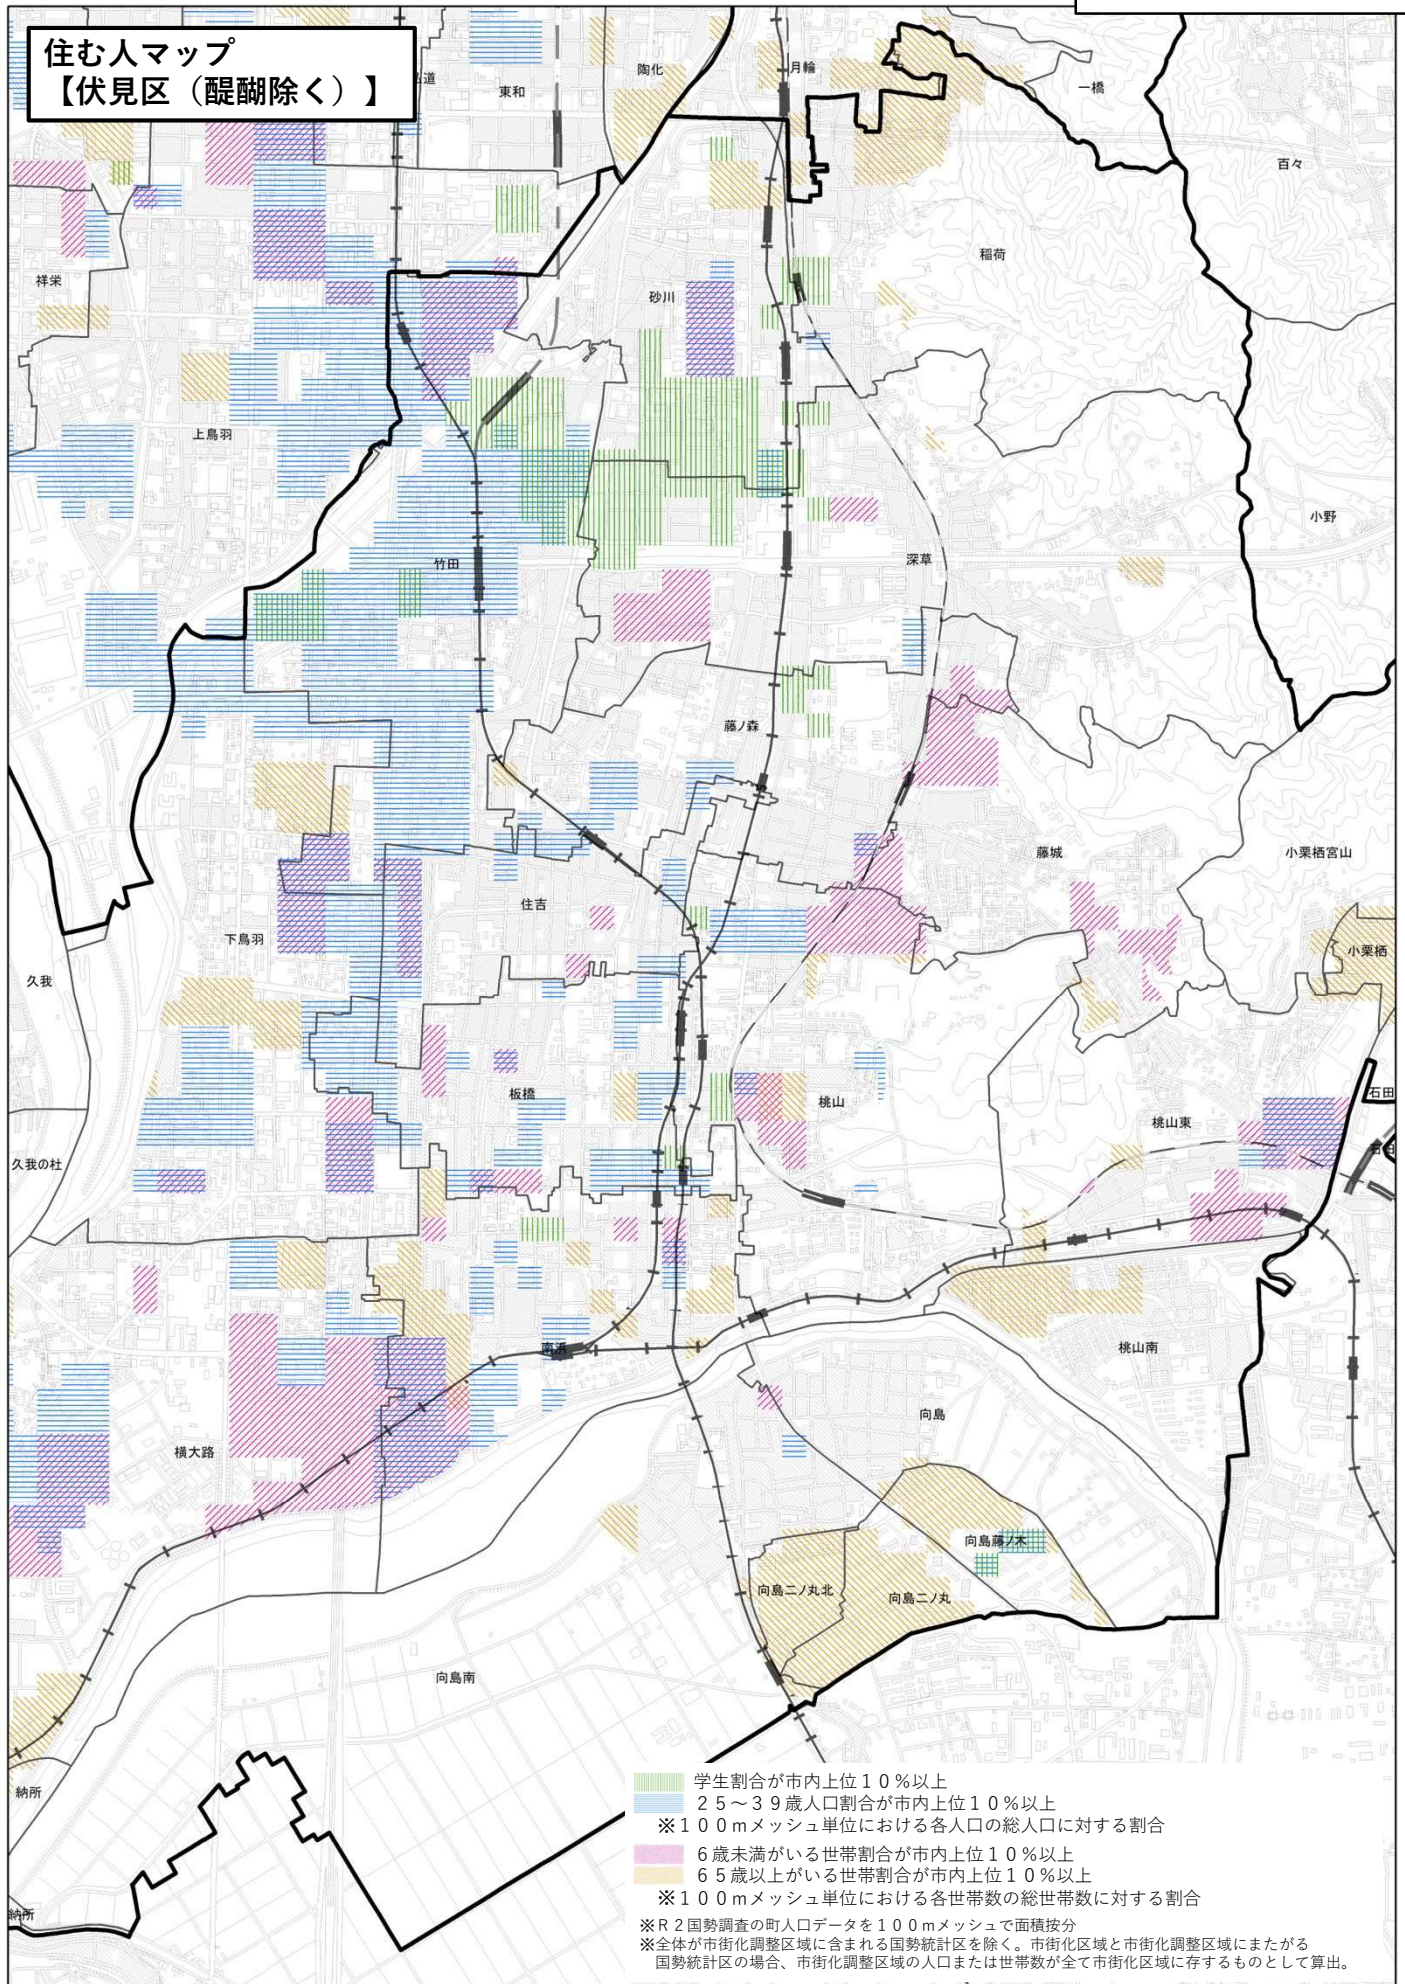 住む人マップ
【伏見区（醍醐除く）】
東和
陶化
月輪
一橋
百々
稲荷
祥栄
砂川
上鳥羽
小野
竹田
深草
藤ノ森
藤城
小栗栖宮山
住吉
下鳥羽
小栗栖
久我
石田
板橋
桃山
桃山東
久我の杜
石田
南浜
桃山南
向島
横大路
向島藤ノ木
向島二ノ丸北
向島二ノ丸
向島南
納所
納所
学生割合が市内上位１０％以上
２５～３９歳人口割合が市内上位１０％以上
※１００ｍメッシュ単位における各人口の総人口に対する割合
６歳未満がいる世帯割合が市内上位１０％以上
６５歳以上がいる世帯割合が市内上位１０％以上
※１００ｍメッシュ単位における各世帯数の総世帯数に対する割合
※Ｒ２国勢調査の町人口データを１００ｍメッシュで面積按分
※全体が市街化調整区域に含まれる国勢統計区を除く。市街化区域と市街化調整区域にまたがる
国勢統計区の場合、市街化調整区域の人口または世帯数が全て市街化区域に存するものとして算出。